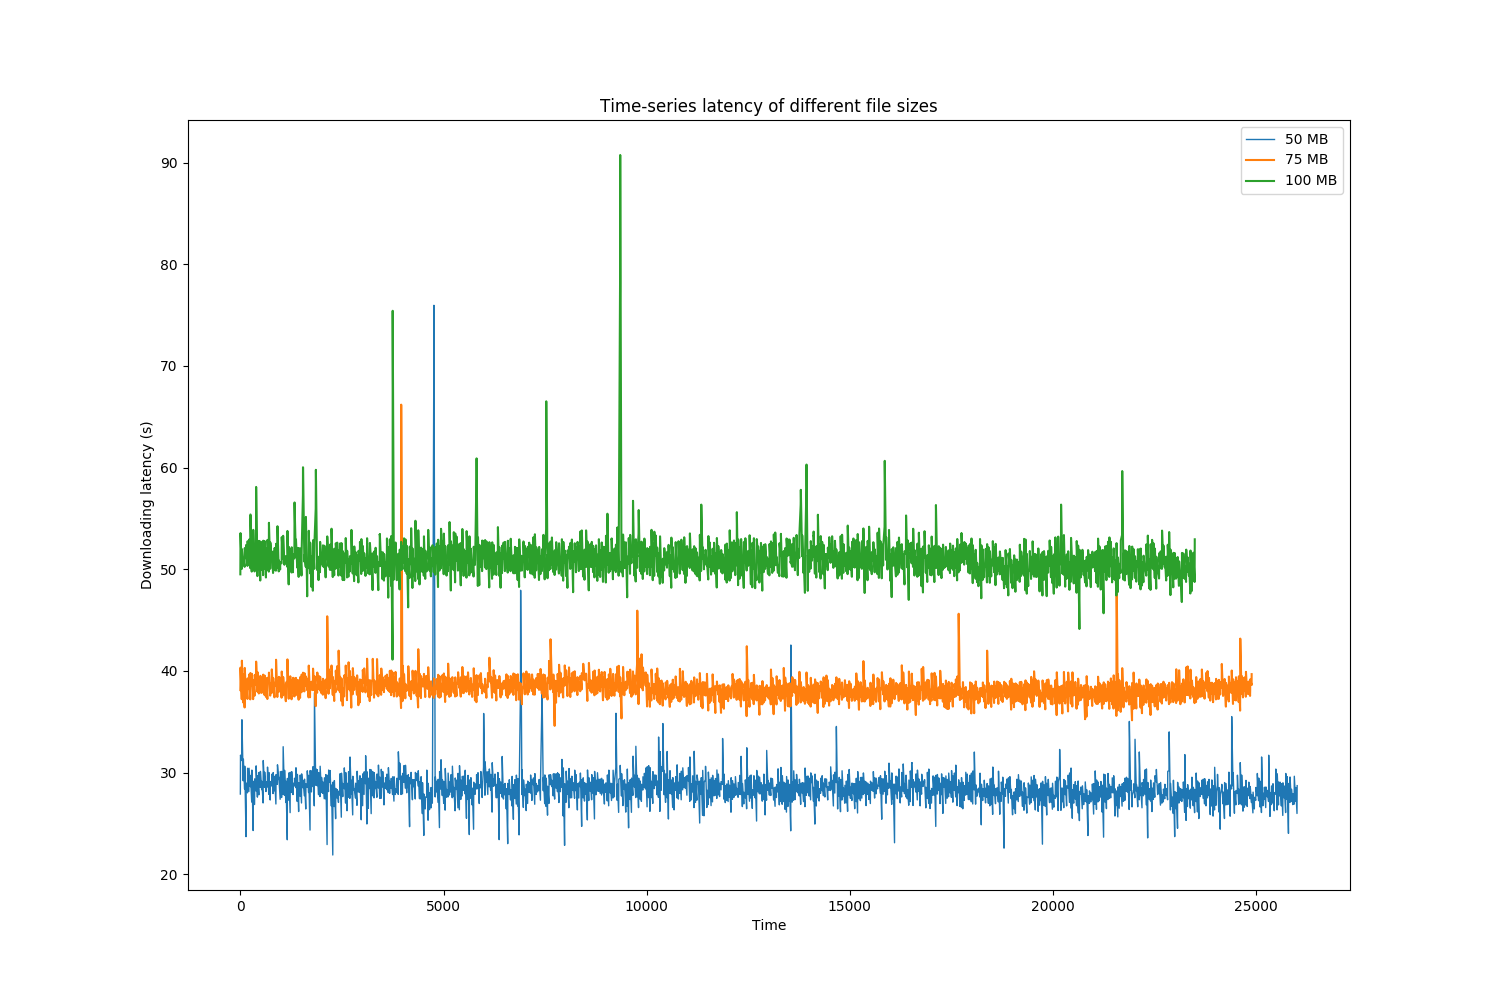 Time-series latency of different file sizes
50 MB
75 MB
100 MB
90
80
70
60
50
40
30
20
Downloading latency (s)
0 5000 10000 15000 20000 25000
Time